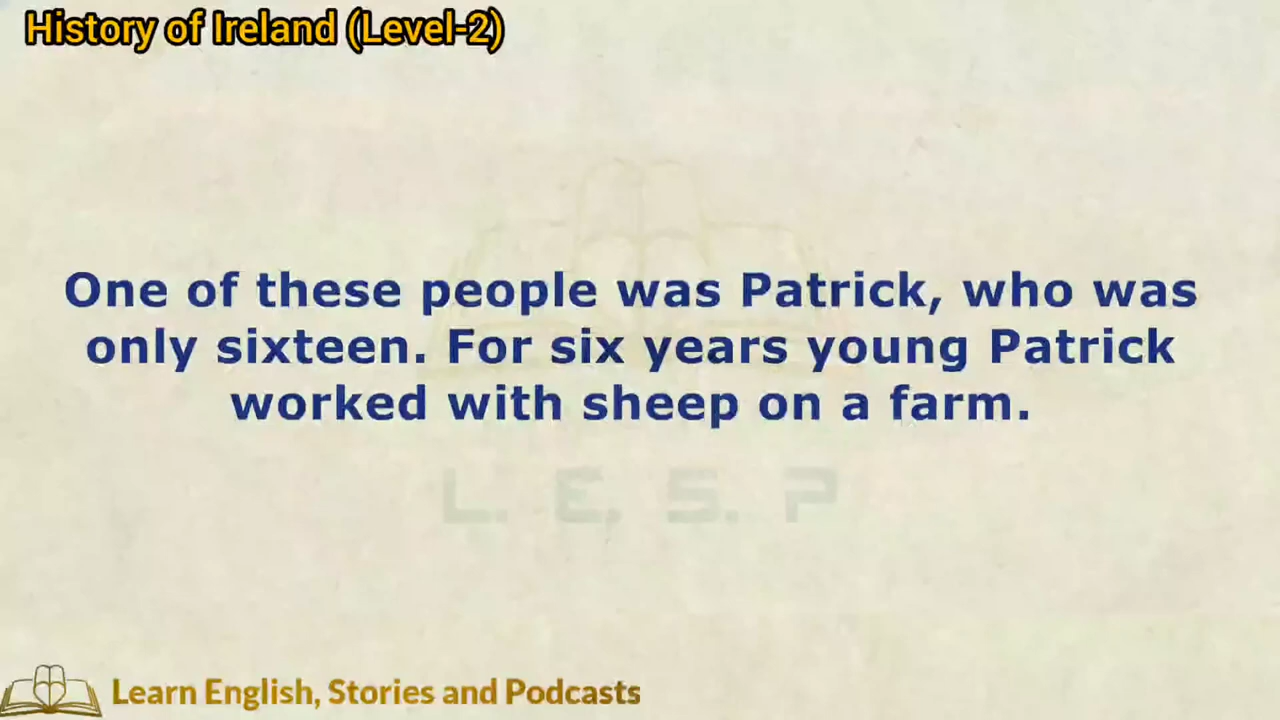 History of Ireland (Level-2)
One of these people was Patrick, who was
only sixteen. For six years young Patrick
worked with sheep on a farm.
L. E. S. P
Learn English, Stories and Podcasts